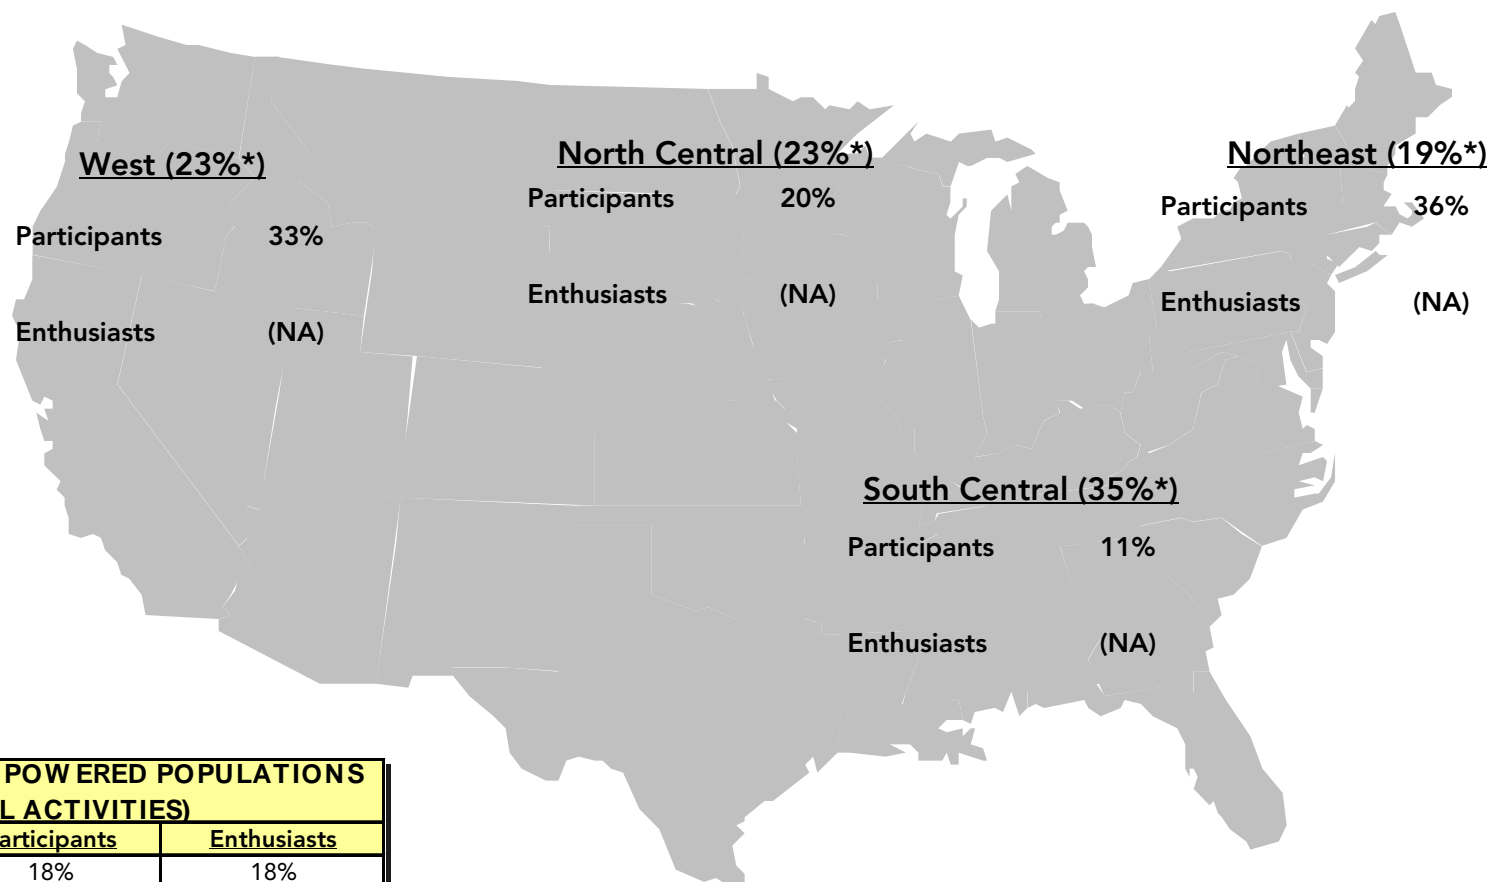 West (23%*)
Participants 33%
Enthusiasts (NA)
North Central (23%*)
Participants 20%
Enthusiasts (NA)
Northeast (19%*)
Participants 36%
Enthusiasts (NA)
South Central (35%*)
Participants 11%
Enthusiasts (NA)
POWERED POPULATIONS
L ACTIVITIES)
articipants Enthusiasts
18% 18%